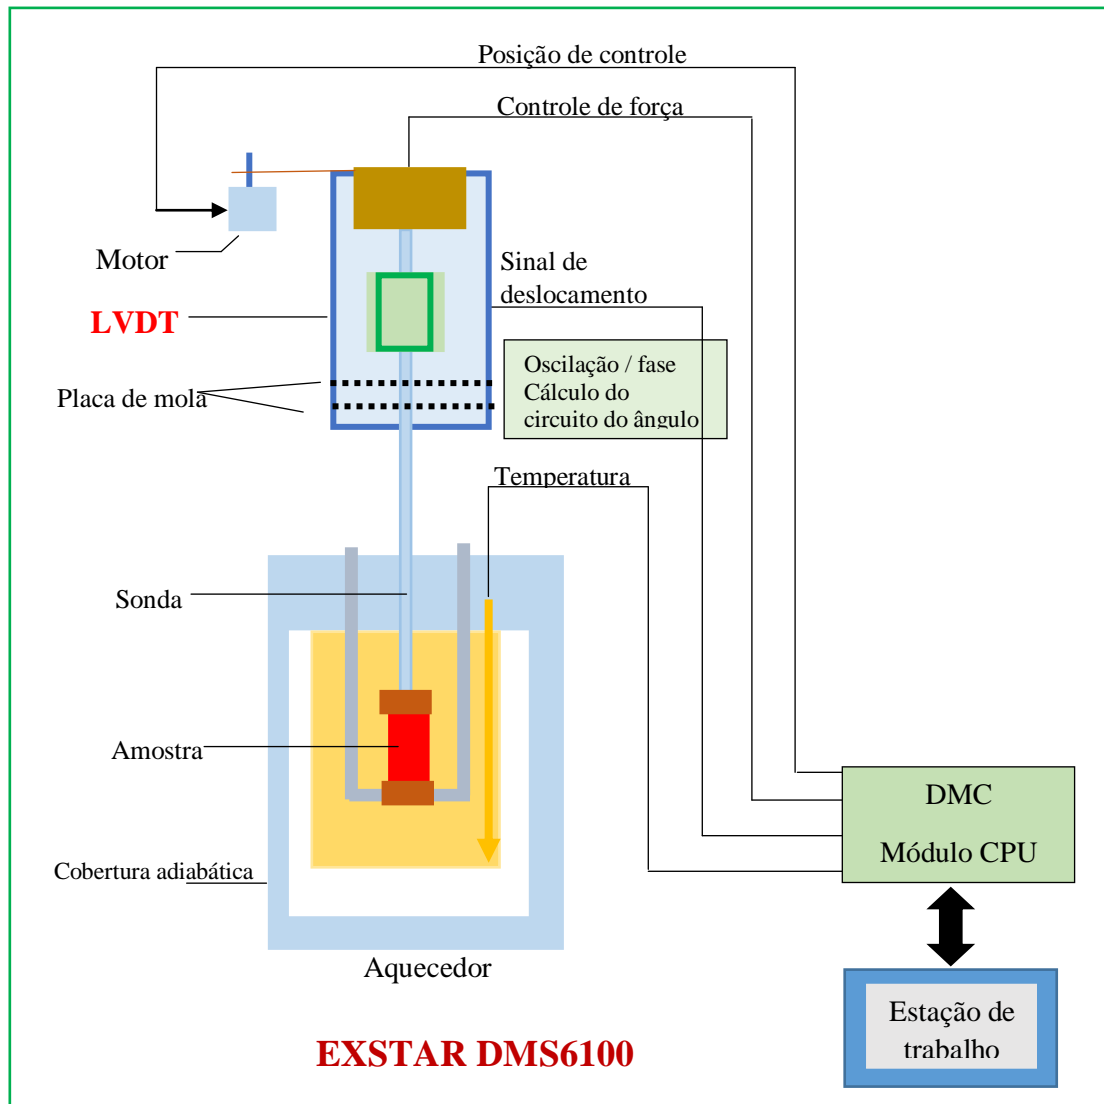 Posição de controle
Controle de força
Motor
Sinal de
deslocamento
LVDT
Oscilação / fase
Cálculo do
circuito do ângulo
Placa de mola
Temperatura
Sonda
Amostra
DMC
Módulo CPU
Cobertura adiabática
Aquecedor
Estação de
trabalho
EXSTAR DMS6100